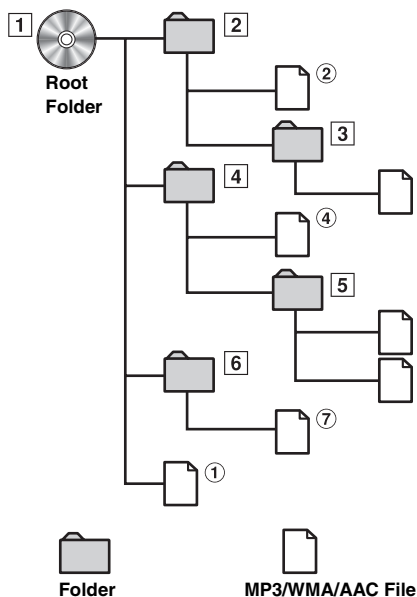 1
2
Root
Folder
②
3
4
④
5
6
⑦
①
Folder
MP3/WMA/AAC File